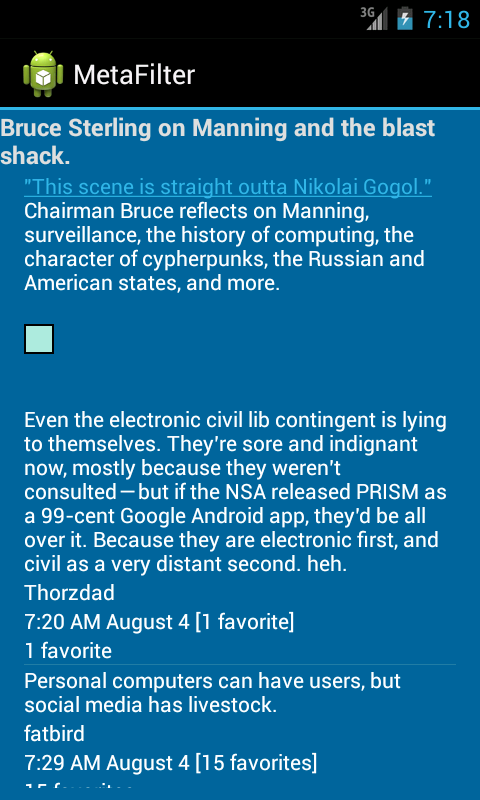 3G 7:18
MetaFilter
Bruce Sterling on Manning and the blast
shack.
"This scene is straight outta Nikolai Gogol."
Chairman Bruce reflects on Manning,
surveillance, the history of computing, the
character of cypherpunks, the Russian and
American states, and more.
Even the electronic civil lib contingent is lying
to themselves. They're sore and indignant
now, mostly because they weren't
consulted—but if the NSA released PRISM as
a 99-cent Google Android app, they'd be all
over it. Because they are electronic first, and
civil as a very distant second. heh.
Thorzdad
7:20 AM August 4 [1 favorite]
1 favorite
Personal computers can have users, but
social media has livestock.
fatbird
7:29 AM August 4 [15 favorites]
15 favorites